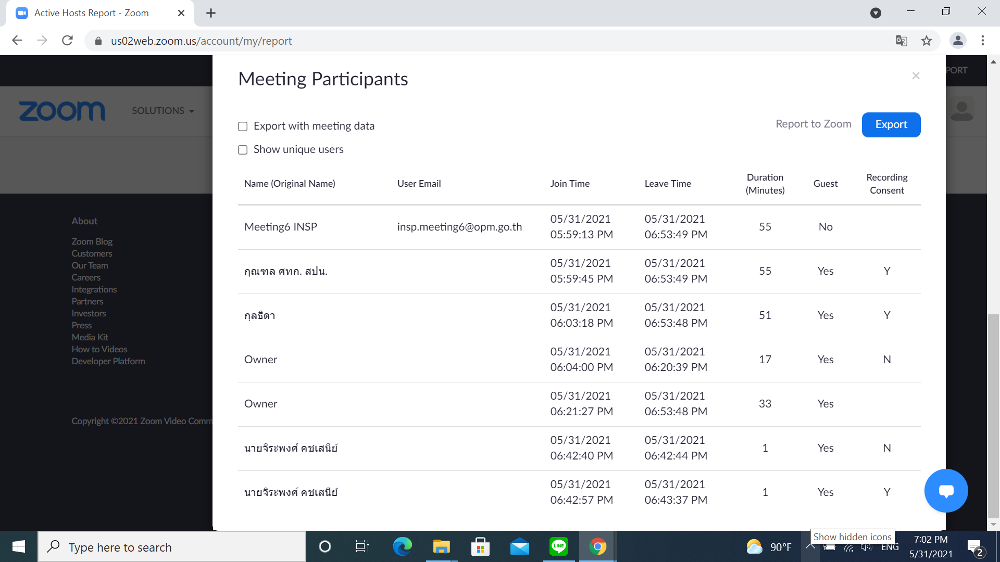 Active Hosts Report - Zoom
us02web.zoom.us/account/my/report
PORT
zoom
SOLUTIONS
Meeting Participants
Export with meeting data
Report to Zoom
Export
Show unique users
Name (Original Name) User Email Join Time Leave Time Duration (Minutes) Guest Recording Consent
Meeting6 INSP insp.meeting6@opm.go.th 05/31/2021 05:59:13 PM 05/31/2021 06:53:49 PM 55 No
กุณฑล ศทก. สปน. 05/31/2021 05:59:45 PM 05/31/2021 06:53:49 PM 55 Yes Y
กุลธิดา 05/31/2021 06:03:18 PM 05/31/2021 06:53:48 PM 51 Yes Y
Owner 05/31/2021 06:04:00 PM 05/31/2021 06:20:39 PM 17 Yes N
Owner 05/31/2021 06:21:27 PM 05/31/2021 06:53:48 PM 33 Yes
นายจิระพงศ์ คชเสนีย์ 05/31/2021 06:42:40 PM 05/31/2021 06:42:44 PM 1 Yes N
นายจิระพงศ์ คชเสนีย์ 05/31/2021 06:42:57 PM 05/31/2021 06:43:37 PM 1 Yes Y
About
Zoom Blog
Customers
Our Team
Careers
Integrations
Partners
Investors
Press
Media Kit
How to Videos
Developer Platform
Copyright ©2021 Zoom Video Comm
Show hidden icons
Type here to search
LINE
90°F
ENG
7:02 PM
5/31/2021
2